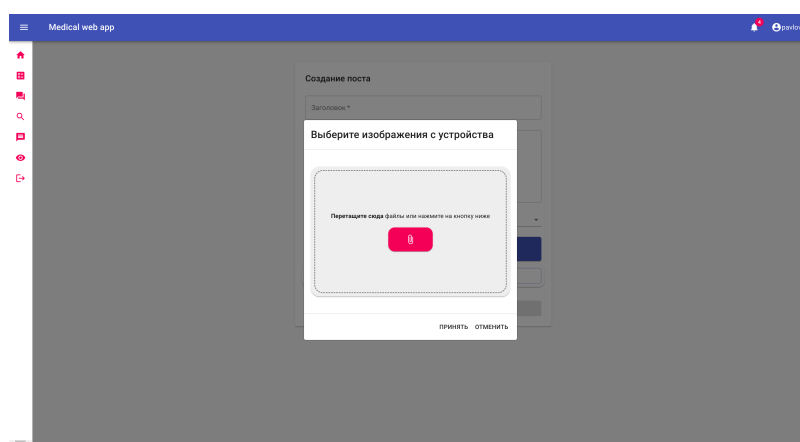 Medical web app
4
pavlov
Создание поста
Заголовок *
Выберите изображения с устройства
Перетащите сюда файлы или нажмите на кнопку ниже
ПРИНЯТЬ ОТМЕНИТЬ